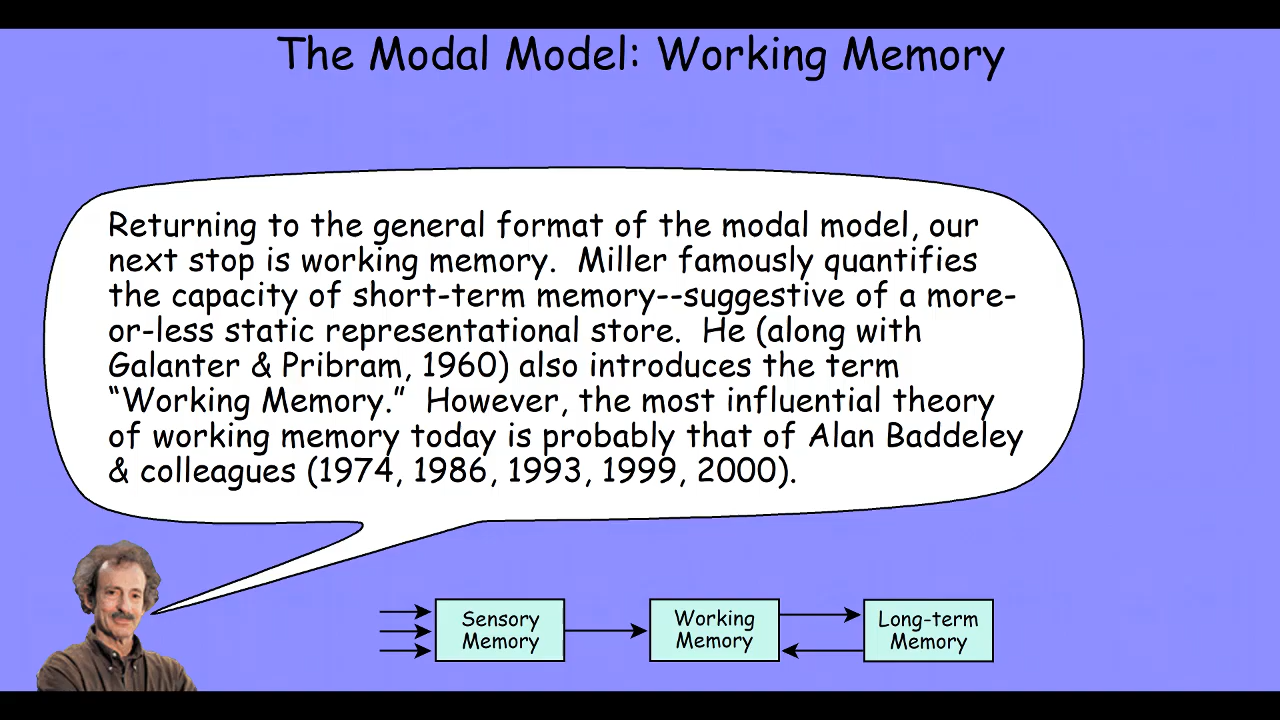 The Modal Model: Working Memory
Returning to the general format of the modal model, our
next stop is working memory.  Miller famously quantifies
the capacity of short-term memory--suggestive of a more-
or-less static representational store.  He (along with
Galanter & Pribram, 1960) also introduces the term
“Working Memory.”  However, the most influential theory
of working memory today is probably that of Alan Baddeley
& colleagues (1974, 1986, 1993, 1999, 2000).
Sensory
Memory
Working
Memory
Long-term
Memory